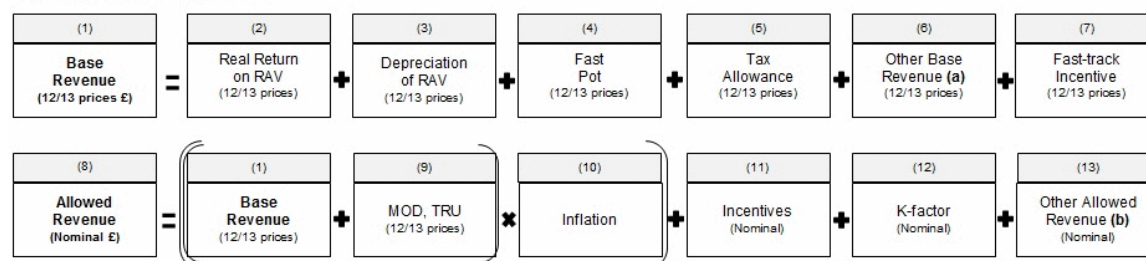 (1) (2) (3) (4) (5) (6) (7)
Base Revenue (12/13 prices £) = Real Return on RAV (12/13 prices) + Depreciation of RAV (12/13 prices) + Fast Pot (12/13 prices) + Tax Allowance (12/13 prices) + Other Base Revenue (a) (12/13 prices) + Fast-track Incentive (12/13 prices)
(8) (1) (9) (10) (11) (12) (13)
Allowed Revenue (Nominal £) = ((Base Revenue (12/13 prices) + MOD, TRU (12/13 prices)) × Inflation) + Incentives (Nominal) + K-factor (Nominal) + Other Allowed Revenue (b) (Nominal)